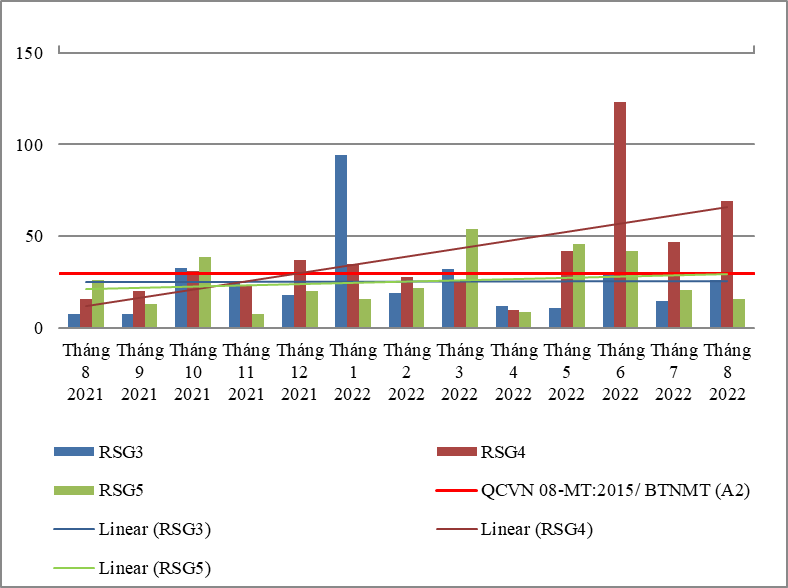 150
100
50
0
Tháng 8 2021
Tháng 9 2021
Tháng 10 2021
Tháng 11 2021
Tháng 12 2021
Tháng 1 2022
Tháng 2 2022
Tháng 3 2022
Tháng 4 2022
Tháng 5 2022
Tháng 6 2022
Tháng 7 2022
Tháng 8 2022
RSG3
RSG4
RSG5
QCVN 08-MT:2015/ BTNMT (A2)
Linear (RSG3)
Linear (RSG4)
Linear (RSG5)